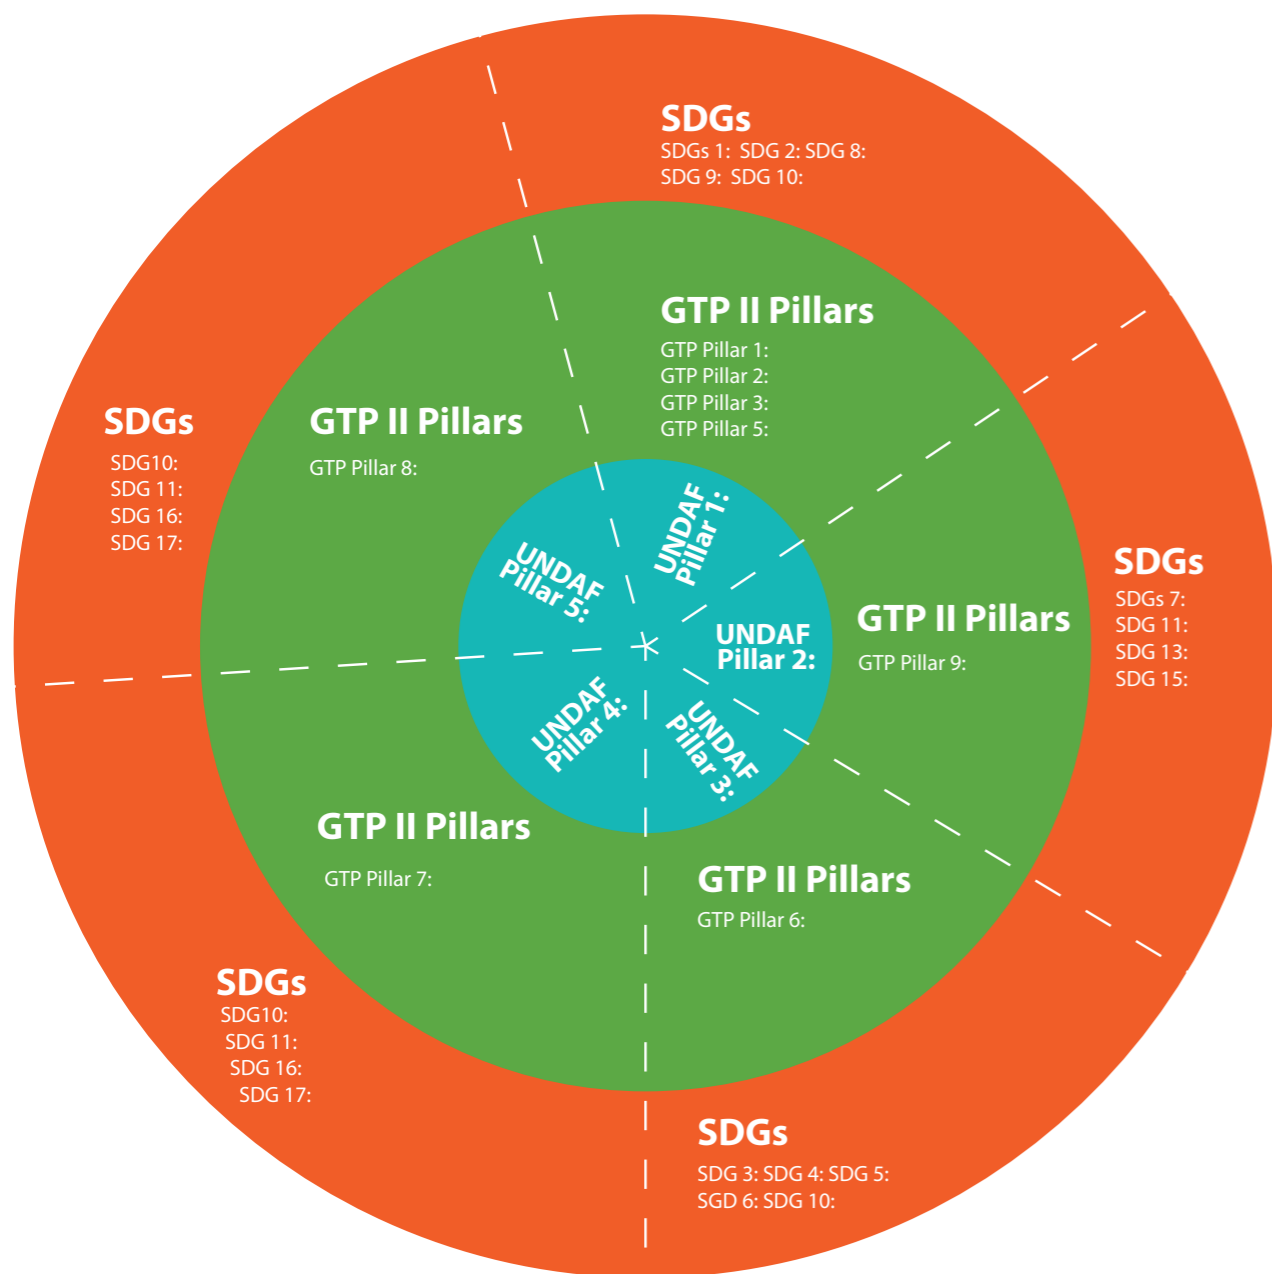 SDGs
SDGs 1: SDG 2: SDG 8:
SDG 9: SDG 10:
GTP II Pillars
GTP Pillar 1:
GTP Pillar 2:
GTP Pillar 3:
GTP Pillar 5:
UNDAF
Pillar 1:
SDGs
SDGs 7:
SDG 11:
SDG 13:
SDG 15:
GTP II Pillars
GTP Pillar 9:
UNDAF
Pillar 2:
UNDAF
Pillar 3:
GTP II Pillars
GTP Pillar 6:
SDGs
SDG 3: SDG 4: SDG 5:
SGD 6: SDG 10:
UNDAF
Pillar 4:
GTP II Pillars
GTP Pillar 7:
SDGs
SDG10:
SDG 11:
SDG 16:
SDG 17:
UNDAF
Pillar 5:
GTP II Pillars
GTP Pillar 8:
SDGs
SDG10:
SDG 11:
SDG 16:
SDG 17: